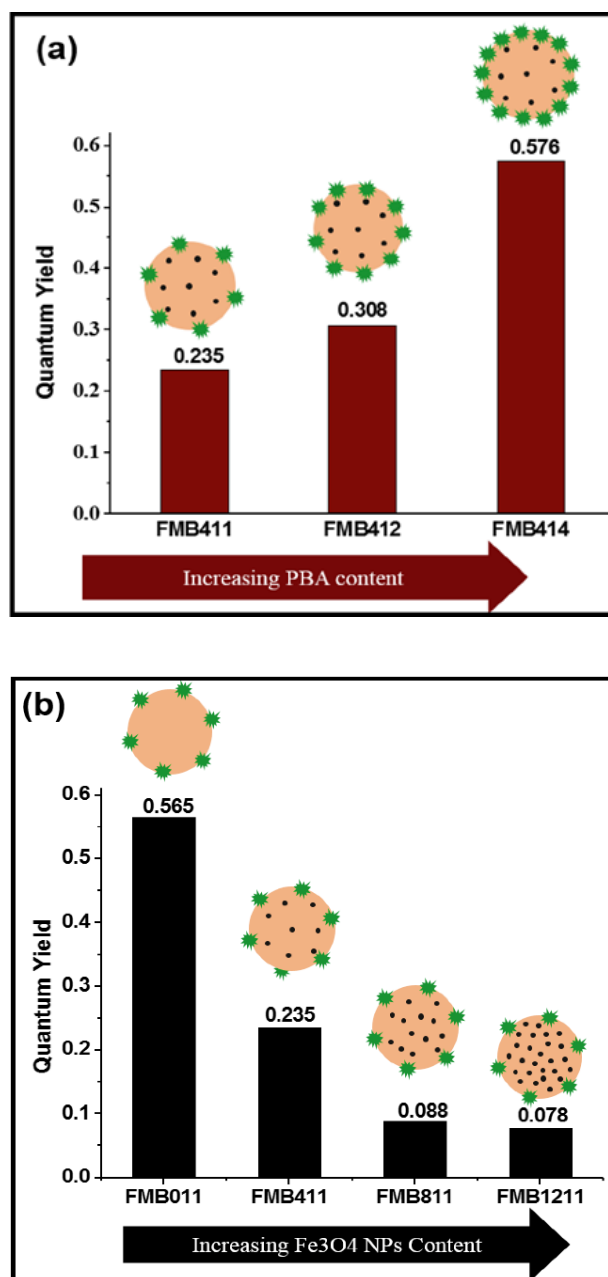 (a)
0.6
0.5
0.4
0.3
0.2
0.1
0.0
Quantum Yield
0.235
0.308
0.576
FMB411 FMB412 FMB414
Increasing PBA content
(b)
0.6
0.5
0.4
0.3
0.2
0.1
0.0
Quantum Yield
0.565
0.235
0.088
0.078
FMB011 FMB411 FMB811 FMB1211
Increasing Fe3O4 NPs Content